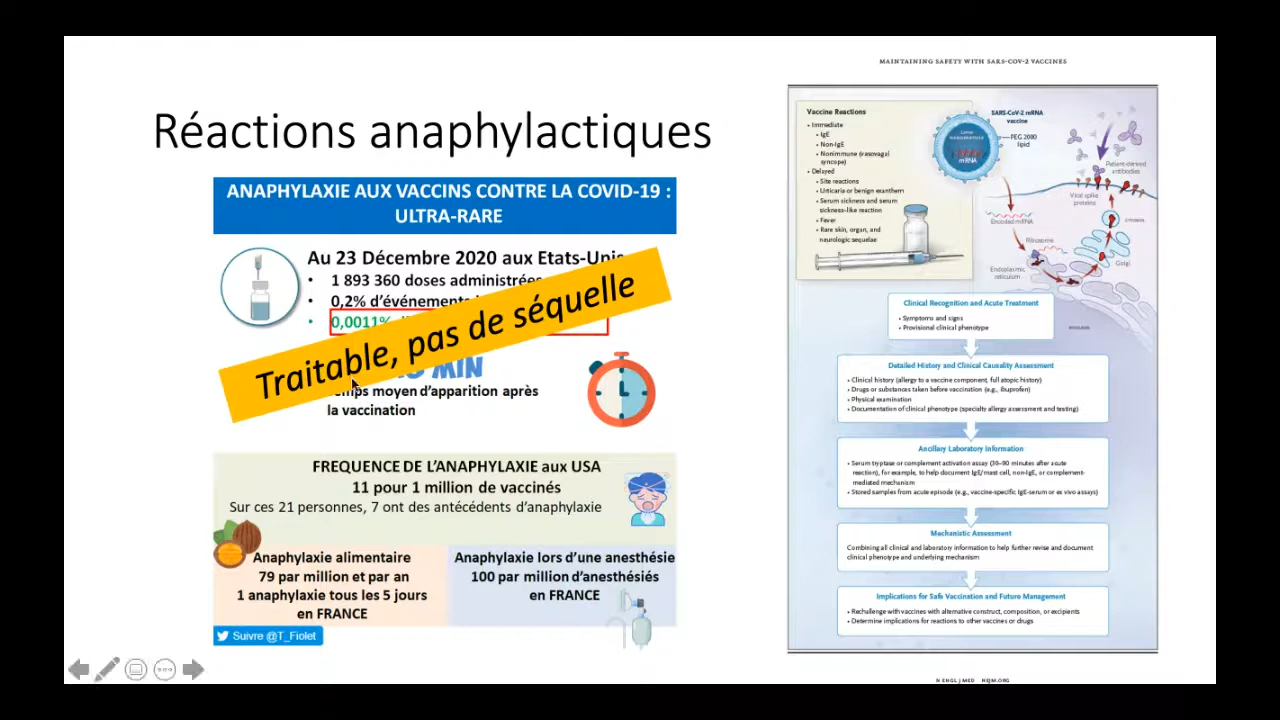 MAINTAINING SAFETY WITH SARS-COV-2 VACCINES
Réactions anaphylactiques
ANAPHYLAXIE AUX VACCINS CONTRE LA COVID-19 :
ULTRA-RARE
Au 23 Décembre 2020 aux Etats-Unis
• 1 893 360 doses administrées
• 0,2% d'événement
• 0,0011%
Traitable, pas de séquelle
MIN
temps moyen d'apparition après
la vaccination
FREQUENCE DE L'ANAPHYLAXIE aux USA
11 pour 1 million de vaccinés
Sur ces 21 personnes, 7 ont des antécédents d'anaphylaxie
Anaphylaxie alimentaire
79 par million et par an
1 anaphylaxie tous les 5 jours
en FRANCE
Anaphylaxie lors d'une anesthésie
100 par million d'anesthésiés
en FRANCE
Suivre @T_Fiolet
Vaccine Reactions
• Immediate
• IgE
• Non-IgE
• Nonimmune (vasovagal
syncope)
• Delayed
• Site reactions
• Urticaria or benign exanthem
• Serum sickness and serum
sickness-like reaction
• Fever
• Rare skin, organ, and
neurologic sequelae
SARS-CoV-2 mRNA
vaccine
PEG 2000
lipid
mRNA
Patient-derived
antibodies
Viral spike
proteins
Encoded mRNA
Ribosome
Golgi
Endoplasmic
reticulum
Clinical Recognition and Acute Treatment
• Symptoms and signs
• Provisional clinical phenotype
Detailed History and Clinical Causality Assessment
• Clinical history (allergy to a vaccine component, full atopic history)
• Drugs or substances taken before vaccination (e.g., ibuprofen)
• Physical examination
• Documentation of clinical phenotype (specialty allergy assessment and testing)
Ancillary Laboratory Information
• Serum tryptase or complement activation assay (30–90 minutes after acute
reaction), for example, to help document IgE/mast cell, non-IgE, or complement-
mediated mechanism
• Stored samples from acute episode (e.g., vaccine-specific IgE-serum or ex vivo assays)
Mechanistic Assessment
Combining all clinical and laboratory information to help further revise and document
clinical phenotype and underlying mechanism
Implications for Safe Vaccination and Future Management
• Rechallenge with vaccines with alternative construct, composition, or excipients
• Determine implications for reactions to other vaccines or drugs
N ENGL J MED NEJM.ORG